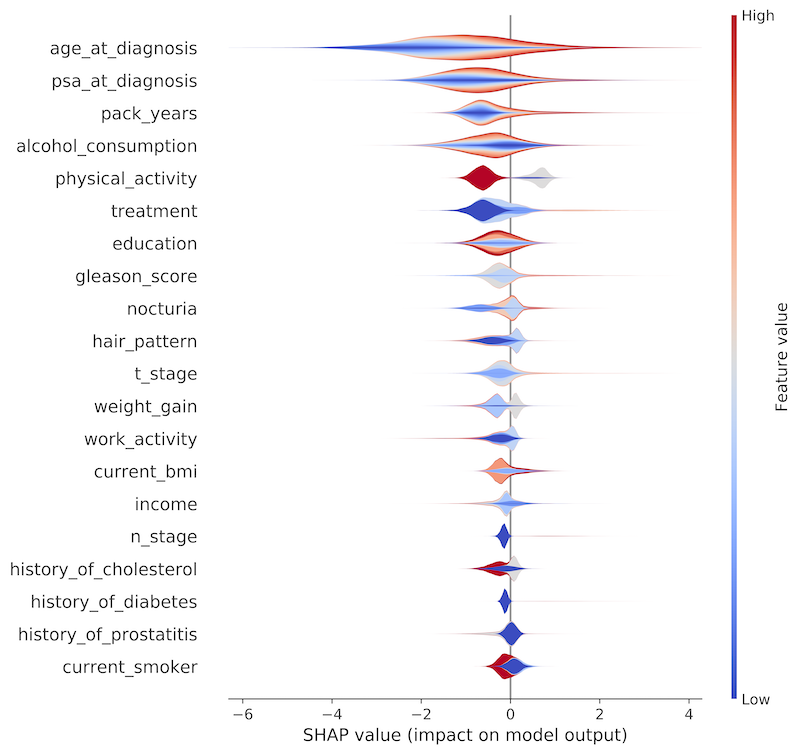 High
age_at_diagnosis
psa_at_diagnosis
pack_years
alcohol_consumption
physical_activity
treatment
education
gleason_score
nocturia
hair_pattern
t_stage
weight_gain
work_activity
current_bmi
income
n_stage
history_of_cholesterol
history_of_diabetes
history_of_prostatitis
current_smoker
Feature value
Low
−6 −4 −2 0 2 4
SHAP value (impact on model output)